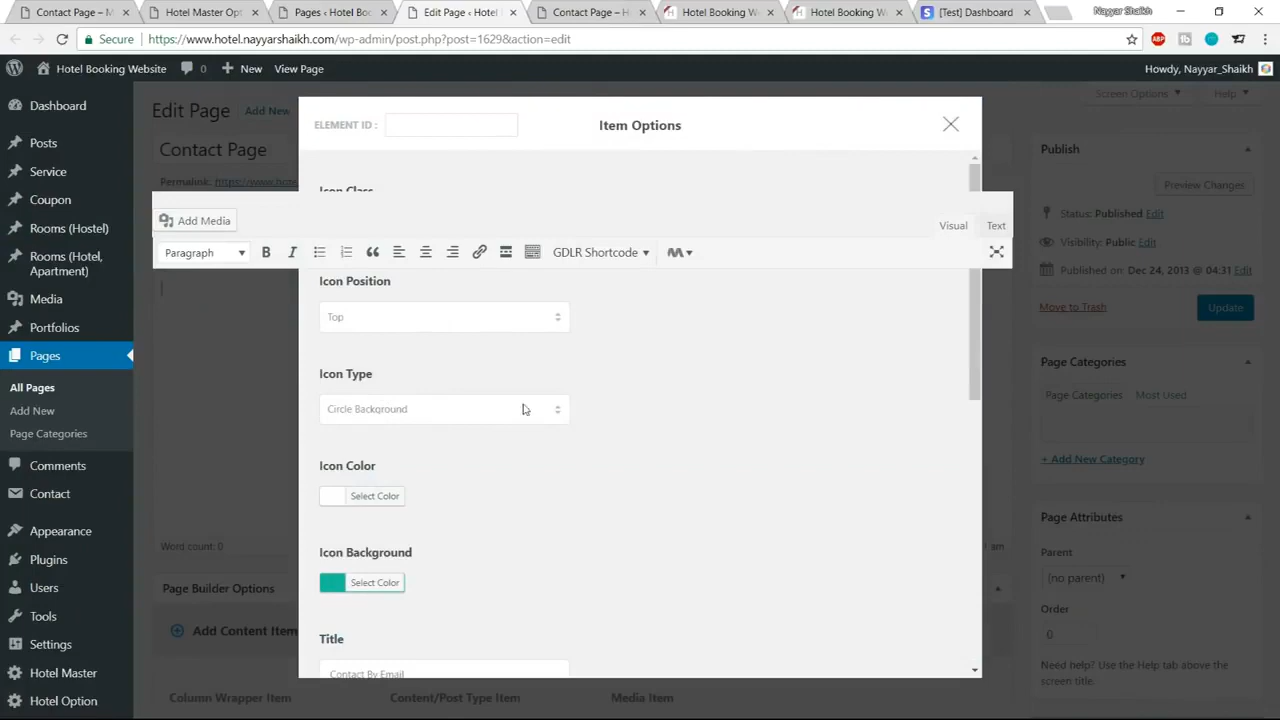 Contact Page – M
Hotel Master Opt
Pages ‹ Hotel Boo
Edit Page ‹ Hotel
Contact Page – H
Hotel Booking W
Hotel Booking W
[Test] Dashboard
Nayyar Shaikh
Secure
https://www.hotel.nayyarshaikh.com/wp-admin/post.php?post=1629&action=edit
Hotel Booking Website
0
New
View Page
Howdy, Nayyar_Shaikh
Dashboard
Posts
Service
Coupon
Rooms (Hostel)
Rooms (Hotel,
Apartment)
Media
Portfolios
Pages
All Pages
Add New
Page Categories
Comments
Contact
Appearance
Plugins
Users
Tools
Settings
Hotel Master
Hotel Option
Edit Page
Add New
Screen Options
Help
Contact Page
Permalink: https://www.hote
ELEMENT ID :
Item Options
Icon Class
Add Media
Visual
Text
Paragraph
B
I
GDLR Shortcode
Icon Position
Top
Icon Type
Circle Background
Icon Color
Select Color
Icon Background
Select Color
Title
Contact By Email
Word count: 0
am
Page Builder Options
Add Content Item
Column Wrapper Item
Content/Post Type Item
Media Item
Publish
Preview Changes
Status: Published Edit
Visibility: Public Edit
Published on: Dec 24, 2013 @ 04:31 Edit
Move to Trash
Update
Page Categories
Page Categories
Most Used
+ Add New Category
Page Attributes
Parent
(no parent)
Order
0
Need help? Use the Help tab above the
screen title.